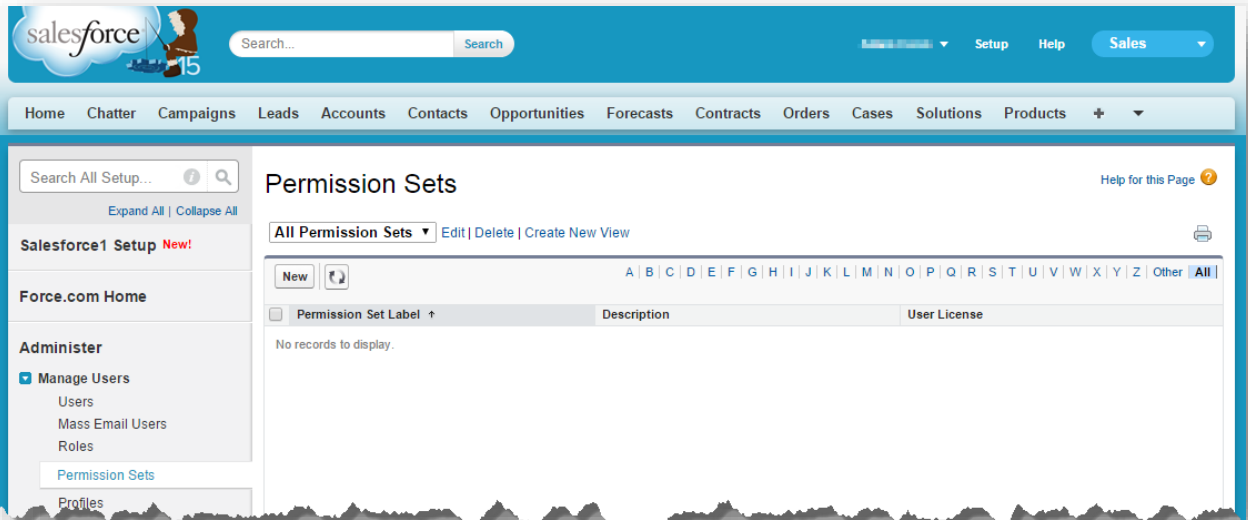 salesforce
15
Search...
Search
Setup
Help
Sales
Home Chatter Campaigns Leads Accounts Contacts Opportunities Forecasts Contracts Orders Cases Solutions Products +
Search All Setup...
Expand All | Collapse All
Salesforce1 Setup New!
Force.com Home
Administer
Manage Users
Users
Mass Email Users
Roles
Permission Sets
Profiles
Permission Sets
Help for this Page ?
All Permission Sets Edit | Delete | Create New View
New
A | B | C | D | E | F | G | H | I | J | K | L | M | N | O | P | Q | R | S | T | U | V | W | X | Y | Z | Other All |
Permission Set Label ↑ Description User License
No records to display.